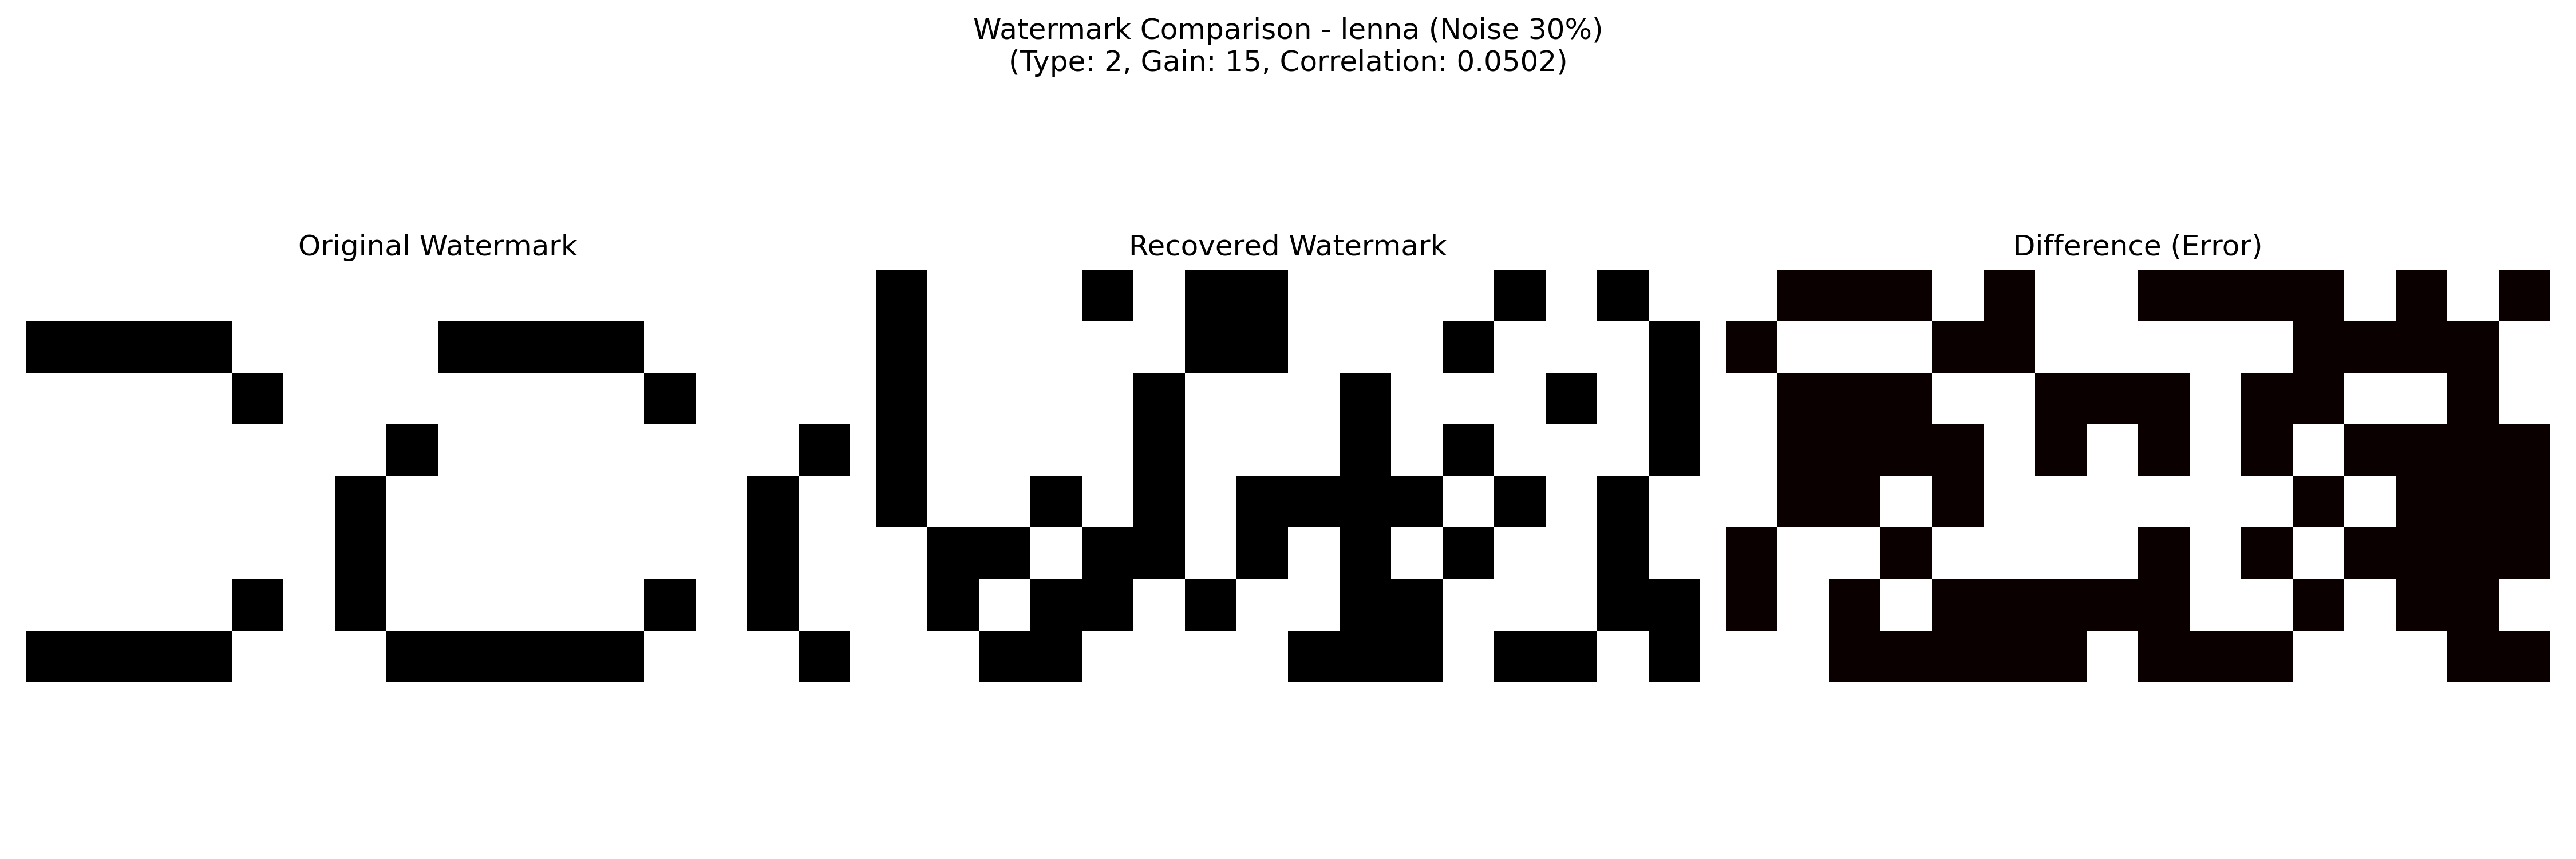 Watermark Comparison - lenna (Noise 30%)
(Type: 2, Gain: 15, Correlation: 0.0502)
Original Watermark
Recovered Watermark
Difference (Error)